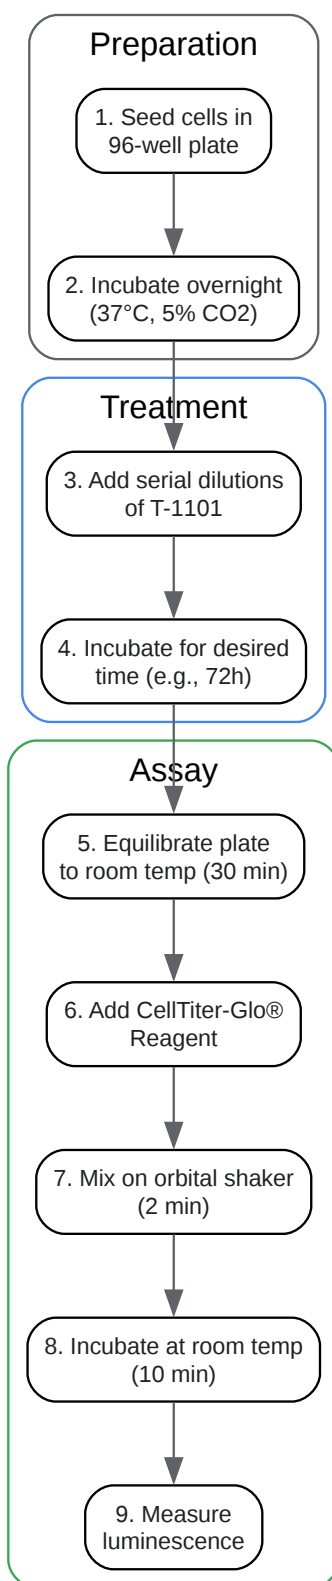 Preparation
1. Seed cells in
96-well plate
2. Incubate overnight
(37°C, 5% CO2)
Treatment
3. Add serial dilutions
of T-1101
4. Incubate for desired
time (e.g., 72h)
Assay
5. Equilibrate plate
to room temp (30 min)
6. Add CellTiter-Glo®
Reagent
7. Mix on orbital shaker
(2 min)
8. Incubate at room temp
(10 min)
9. Measure
luminescence